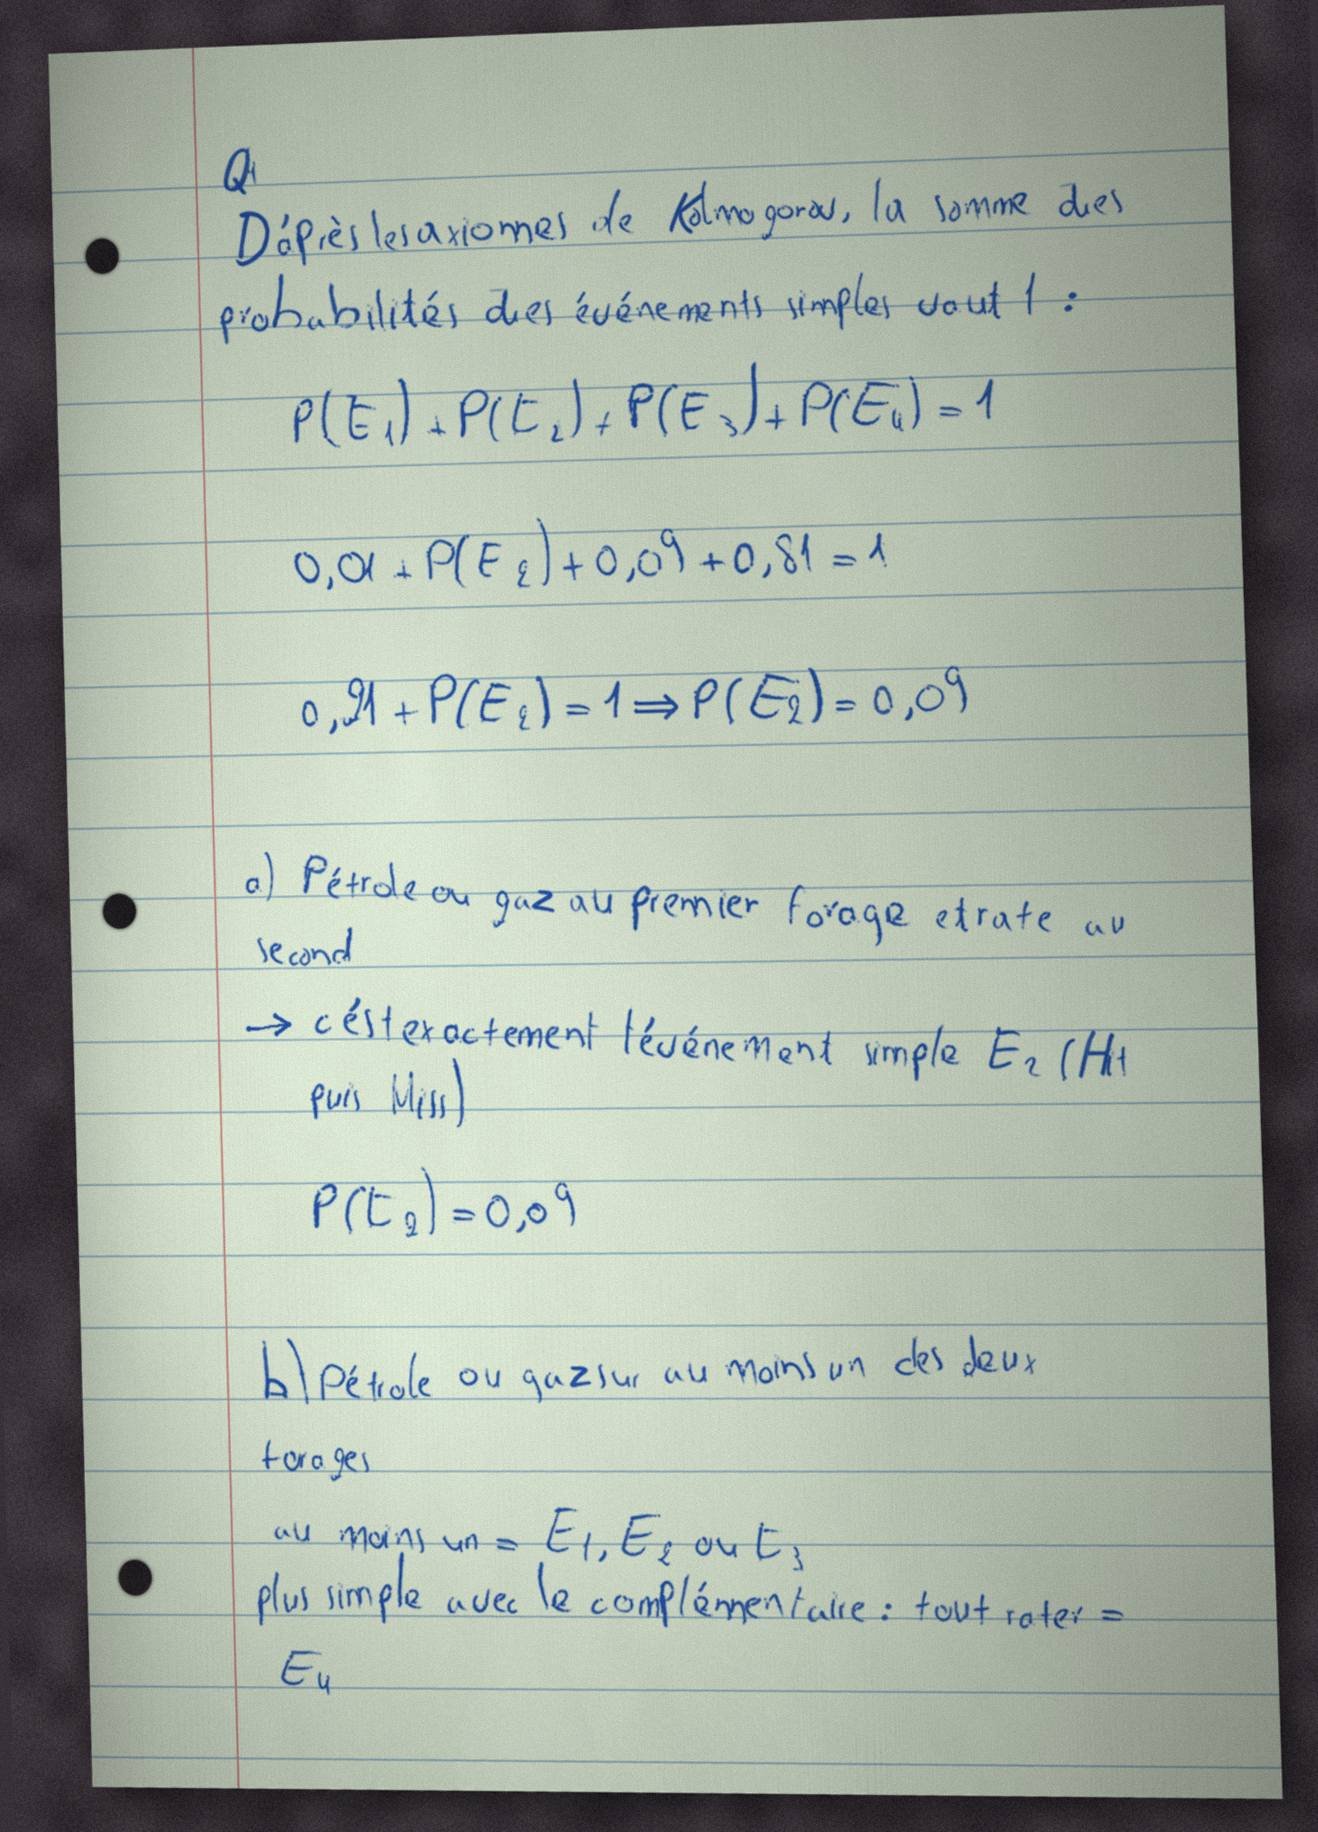 Q1
D'après les axiomes de Kolmogorov, la somme des
probabilités des événements simples vaut 1 :
P(E₁) + P(E₂) + P(E₃) + P(E₄) = 1
0,01 + P(E₂) + 0,09 + 0,81 = 1
0,91 + P(E₂) = 1 ⇒ P(E₂) = 0,09
a) Pétrole ou gaz au premier forage et rate au
second
→ c'est exactement l'événement simple E₂ (Hit
puis Miss)
P(E₂) = 0,09
b) Pétrole ou gaz sur au moins un des deux
forages
au moins un = E₁, E₂ ou E₃
plus simple avec le complémentaire : tout rater =
E₄